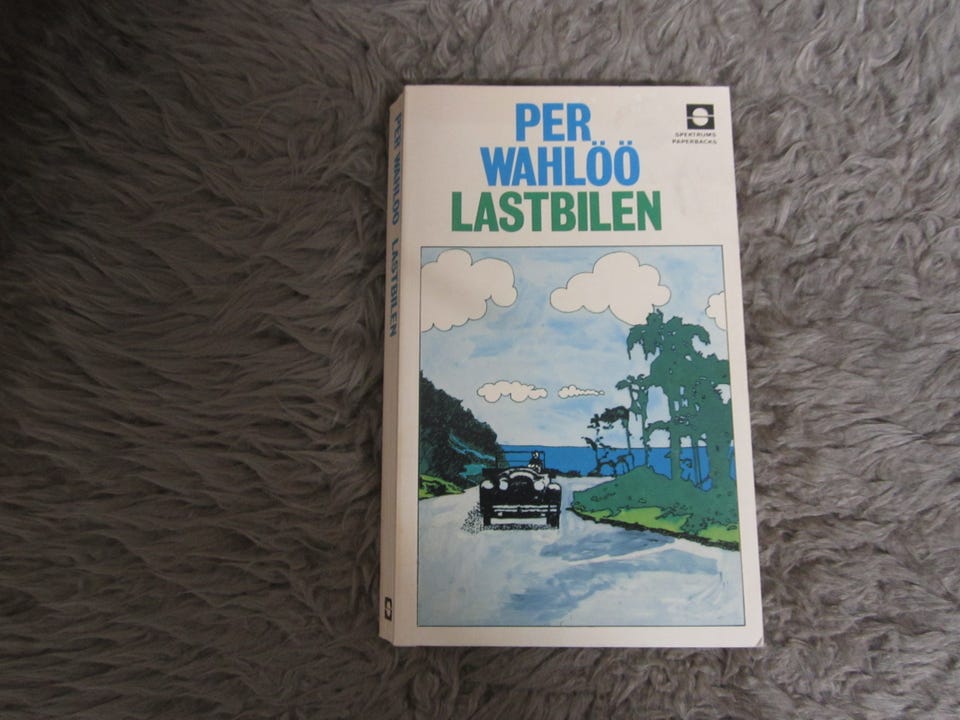 PER
WAHLÖÖ
LASTBILEN
SPEKTRUMS
PAPERBACKS
PER WAHLÖÖ LASTBILEN